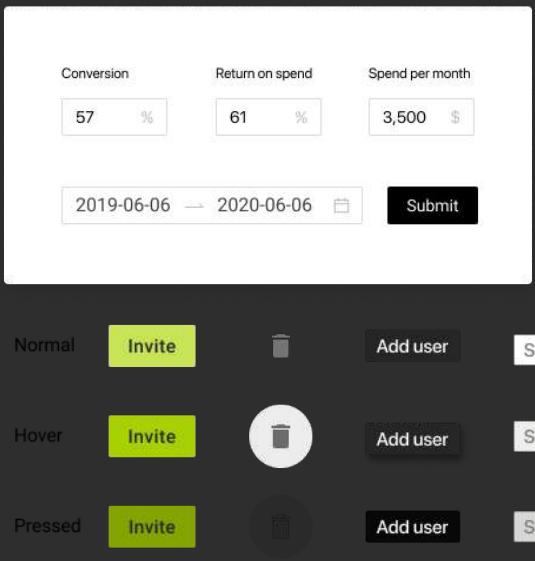 Conversion Return on spend Spend per month
57 % 61 % 3,500 $
2019-06-06 2020-06-06 Submit
Normal Invite Add user S
Hover Invite Add user S
Pressed Invite Add user S